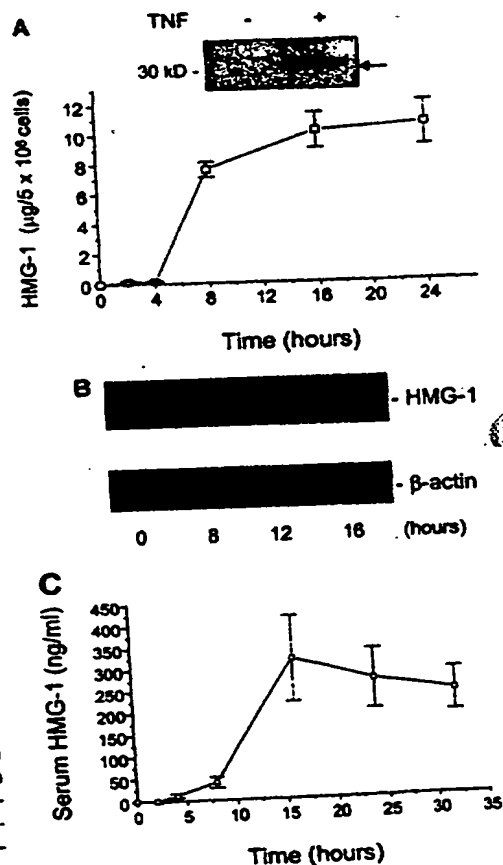 A
TNF - +
30 kD -
HMG-1 (μg/5 x 10⁶ cells)
12
10
8
6
4
2
0
0 4 8 12 16 20 24
Time (hours)
B
- HMG-1
- β-actin
0 8 12 16 (hours)
C
Serum HMG-1 (ng/ml)
450
400
350
300
250
200
150
100
50
0
0 5 10 15 20 25 30 35
Time (hours)